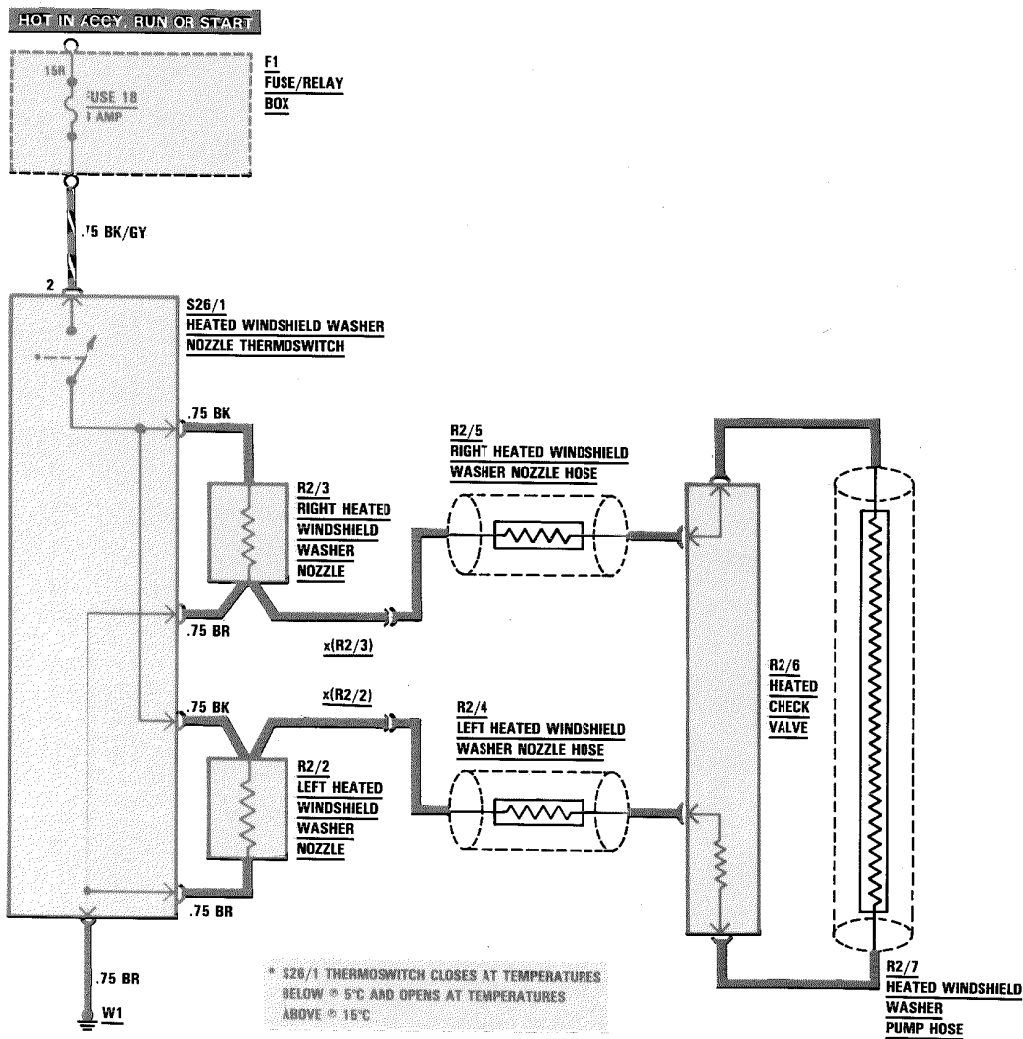 HOT IN ACCY, RUN OR START
15R
FUSE 18
AMP
F1
FUSE/RELAY
BOX
.75 BK/GY
2
S26/1
HEATED WINDSHIELD WASHER
NOZZLE THERMOSWITCH
.75 BK
R2/3
RIGHT HEATED
WINDSHIELD
WASHER
NOZZLE
.75 BR
x(R2/3)
R2/5
RIGHT HEATED WINDSHIELD
WASHER NOZZLE HOSE
x(R2/2)
.75 BK
R2/2
LEFT HEATED
WINDSHIELD
WASHER
NOZZLE
.75 BR
R2/4
LEFT HEATED WINDSHIELD
WASHER NOZZLE HOSE
R2/6
HEATED
CHECK
VALVE
R2/7
HEATED WINDSHIELD
WASHER
PUMP HOSE
.75 BR
W1
* S26/1 THERMOSWITCH CLOSES AT TEMPERATURES
BELOW 5°C AND OPENS AT TEMPERATURES
ABOVE 15°C